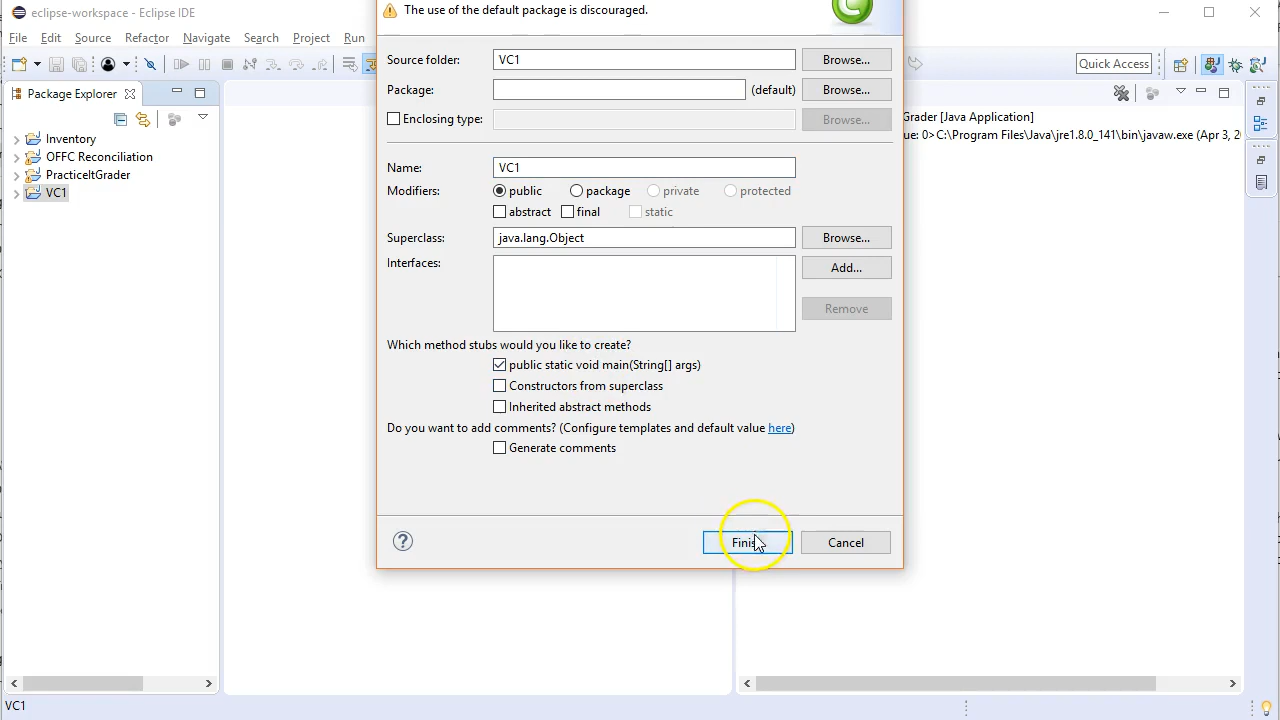 eclipse-workspace - Eclipse IDE
The use of the default package is discouraged.
File Edit Source Refactor Navigate Search Project Run
Quick Access
Package Explorer
Inventory
OFFC Reconciliation
PracticeItGrader
VC1
Source folder: VC1 Browse...
Package: (default) Browse...
Enclosing type: Browse...
Name: VC1
Modifiers: public package private protected
abstract final static
Superclass: java.lang.Object Browse...
Interfaces: Add...
Remove
Which method stubs would you like to create?
public static void main(String[] args)
Constructors from superclass
Inherited abstract methods
Do you want to add comments? (Configure templates and default value here)
Generate comments
Cancel
Grader [Java Application]
ue: 0>C:\Program Files\Java\jre1.8.0_141\bin\javaw.exe (Apr 3, 20
VC1